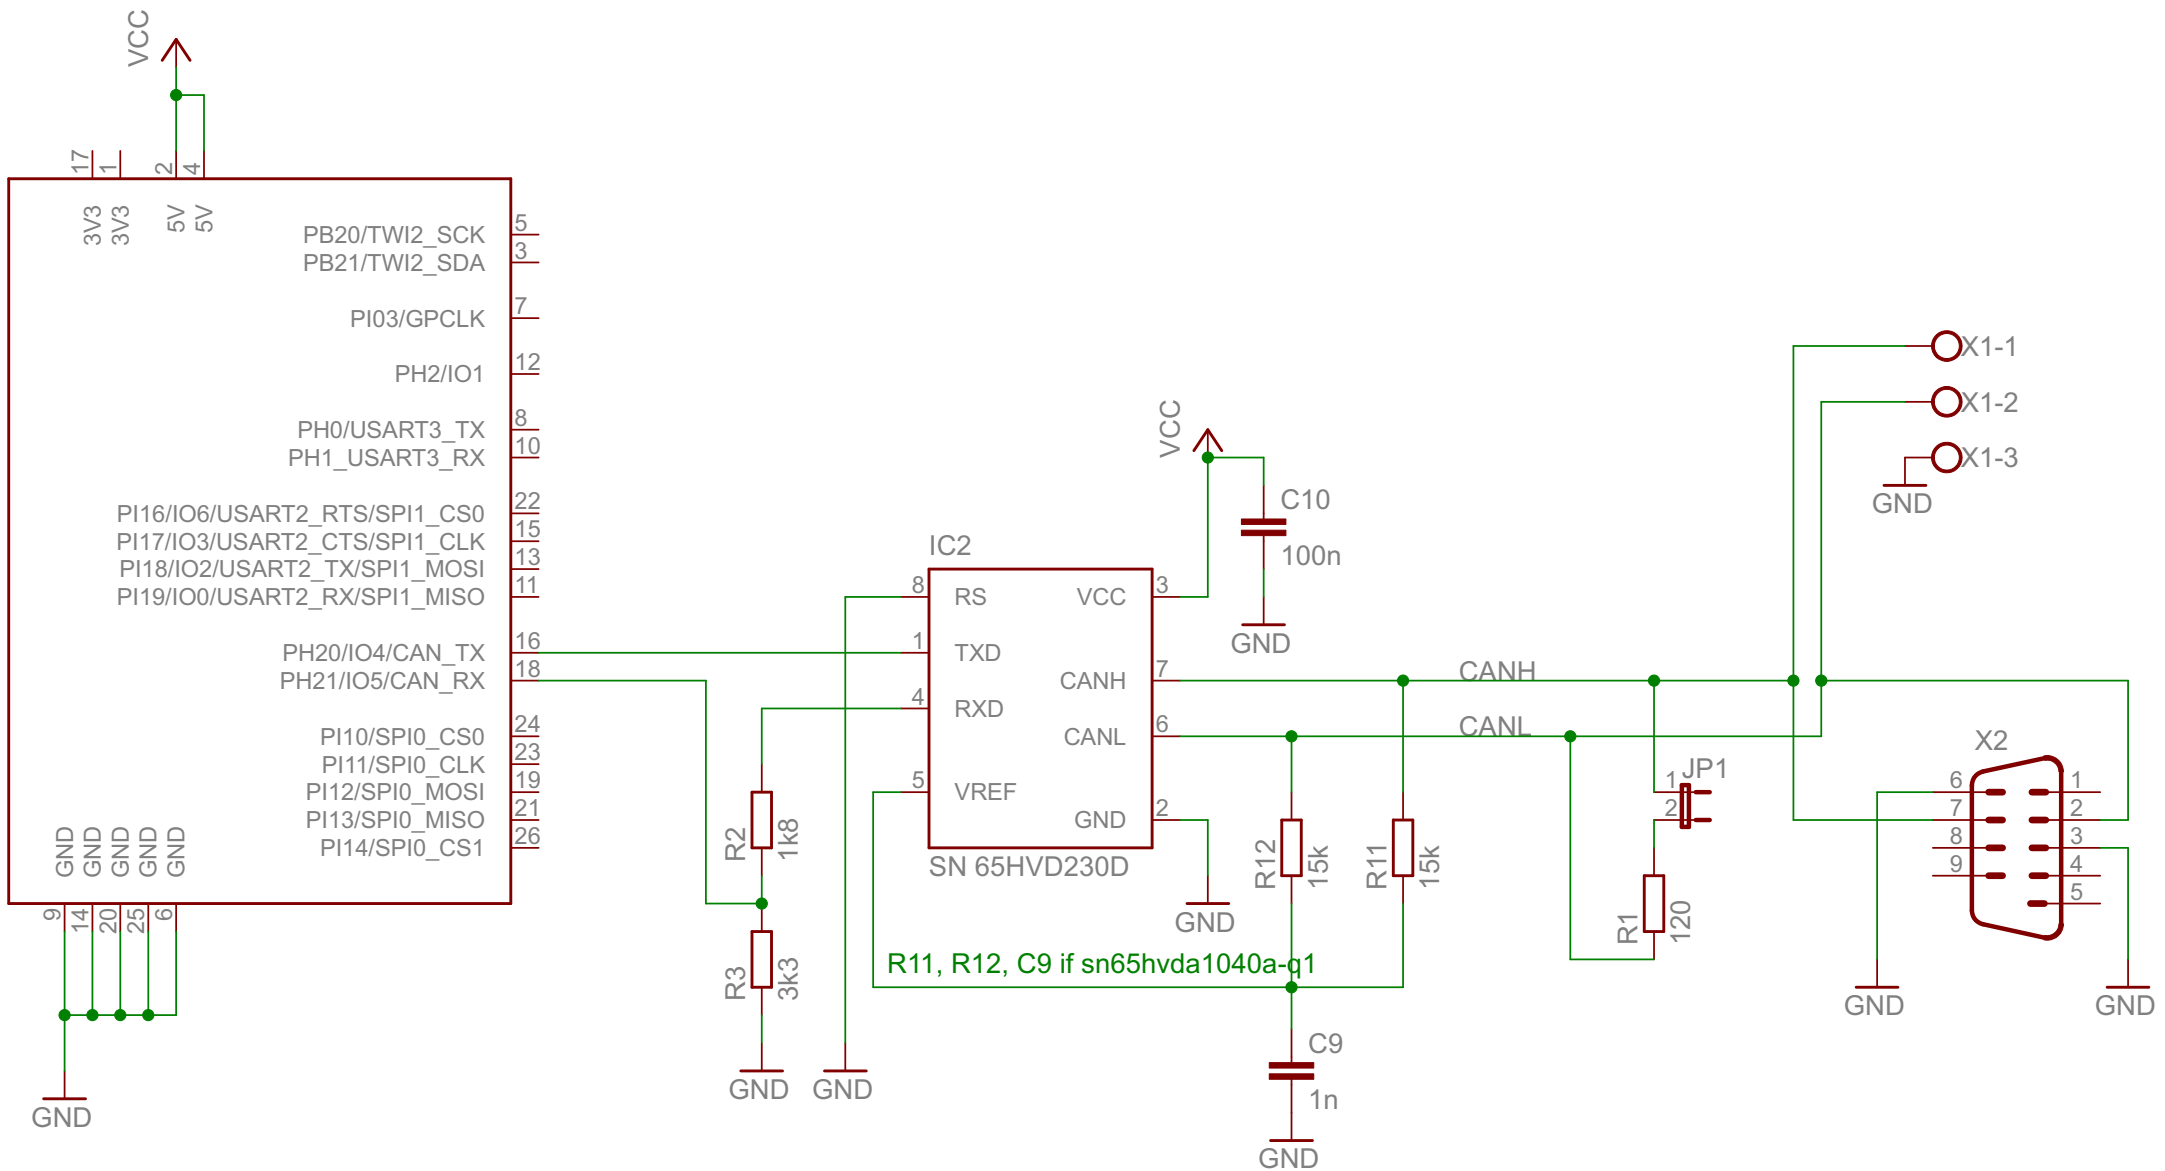 VCC
17
1
2
4
3V3
3V3
5V
5V
PB20/TWI2_SCK
5
PB21/TWI2_SDA
3
PI03/GPCLK
7
PH2/IO1
12
PH0/USART3_TX
8
PH1_USART3_RX
10
PI16/IO6/USART2_RTS/SPI1_CS0
22
PI17/IO3/USART2_CTS/SPI1_CLK
15
PI18/IO2/USART2_TX/SPI1_MOSI
13
PI19/IO0/USART2_RX/SPI1_MISO
11
PH20/IO4/CAN_TX
16
PH21/IO5/CAN_RX
18
PI10/SPI0_CS0
24
PI11/SPI0_CLK
23
PI12/SPI0_MOSI
19
PI13/SPI0_MISO
21
PI14/SPI0_CS1
26
GND
GND
GND
GND
GND
9
14
20
25
6
GND
R2
1k8
R3
3k3
GND
GND
IC2
8
RS
1
TXD
4
RXD
5
VREF
VCC
3
CANH
7
CANL
6
GND
2
SN 65HVD230D
GND
VCC
C10
100n
GND
CANH
CANL
R12
15k
R11
15k
R11, R12, C9 if sn65hvda1040a-q1
C9
1n
GND
JP1
1
2
R1
120
X1-1
X1-2
X1-3
GND
X2
6
7
8
9
1
2
3
4
5
GND
GND